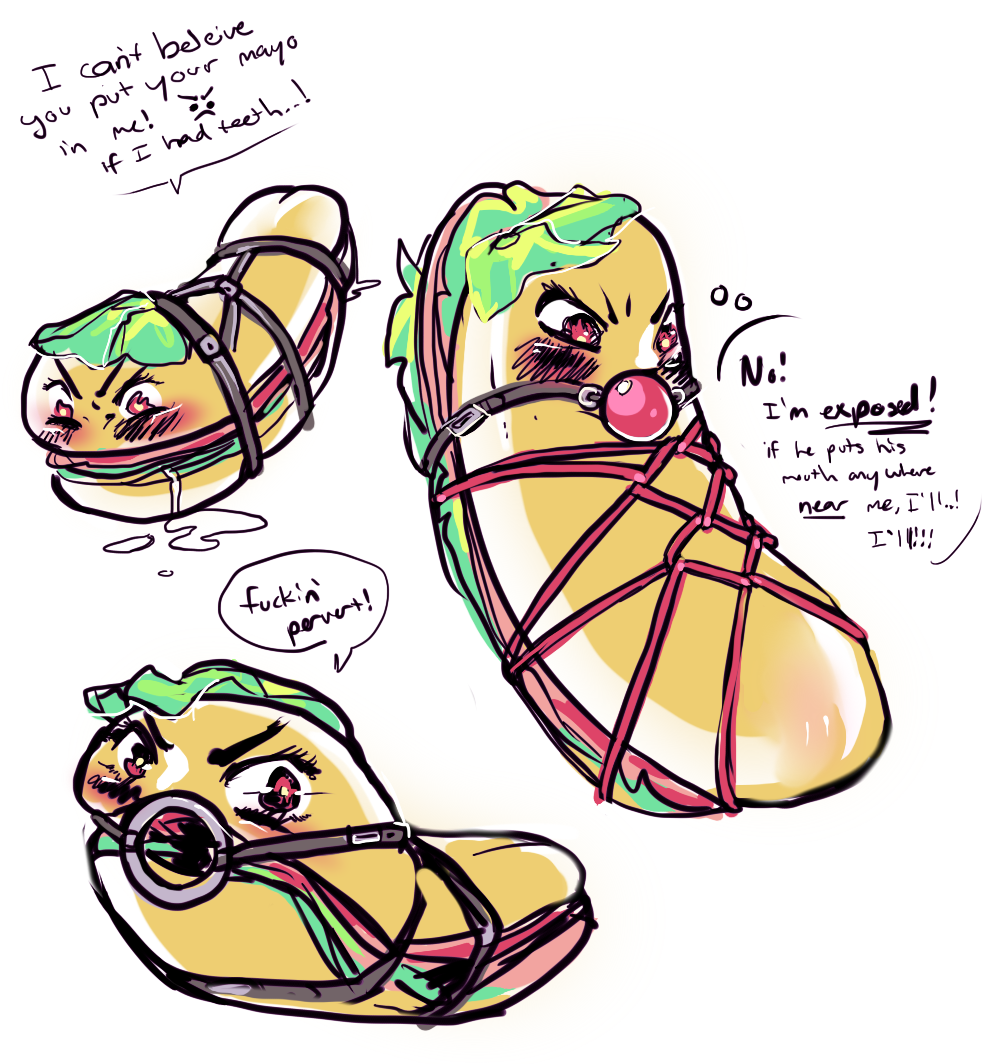 I can't beleive
you put your mayo
in me!
if I had teeth...!
No!
I'm exposed!
if he puts his
mouth anywhere
near me, I'll..!
I'll!!!
fuckin'
pervert!